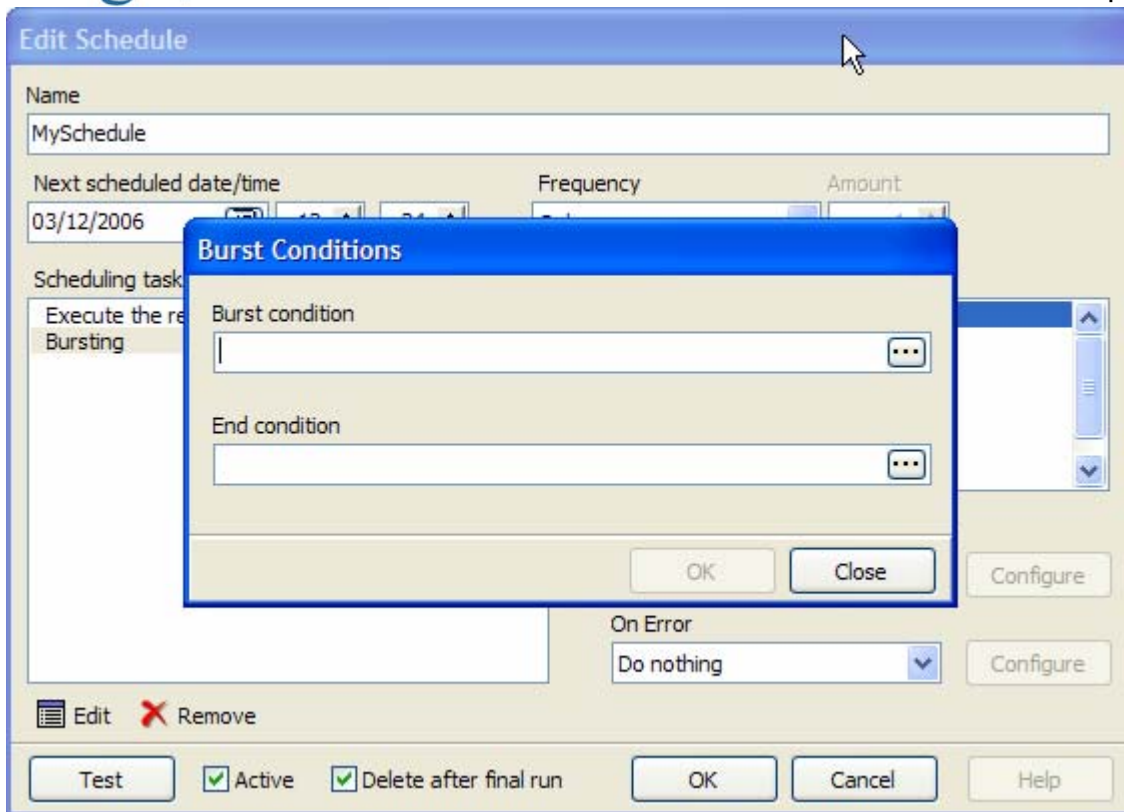 Edit Schedule
Name
MySchedule
Next scheduled date/time Frequency Amount
03/12/2006
Burst Conditions
Scheduling task
Execute the re
Bursting
Burst condition
End condition
OK Close Configure
On Error
Do nothing Configure
Edit Remove
Test Active Delete after final run OK Cancel Help